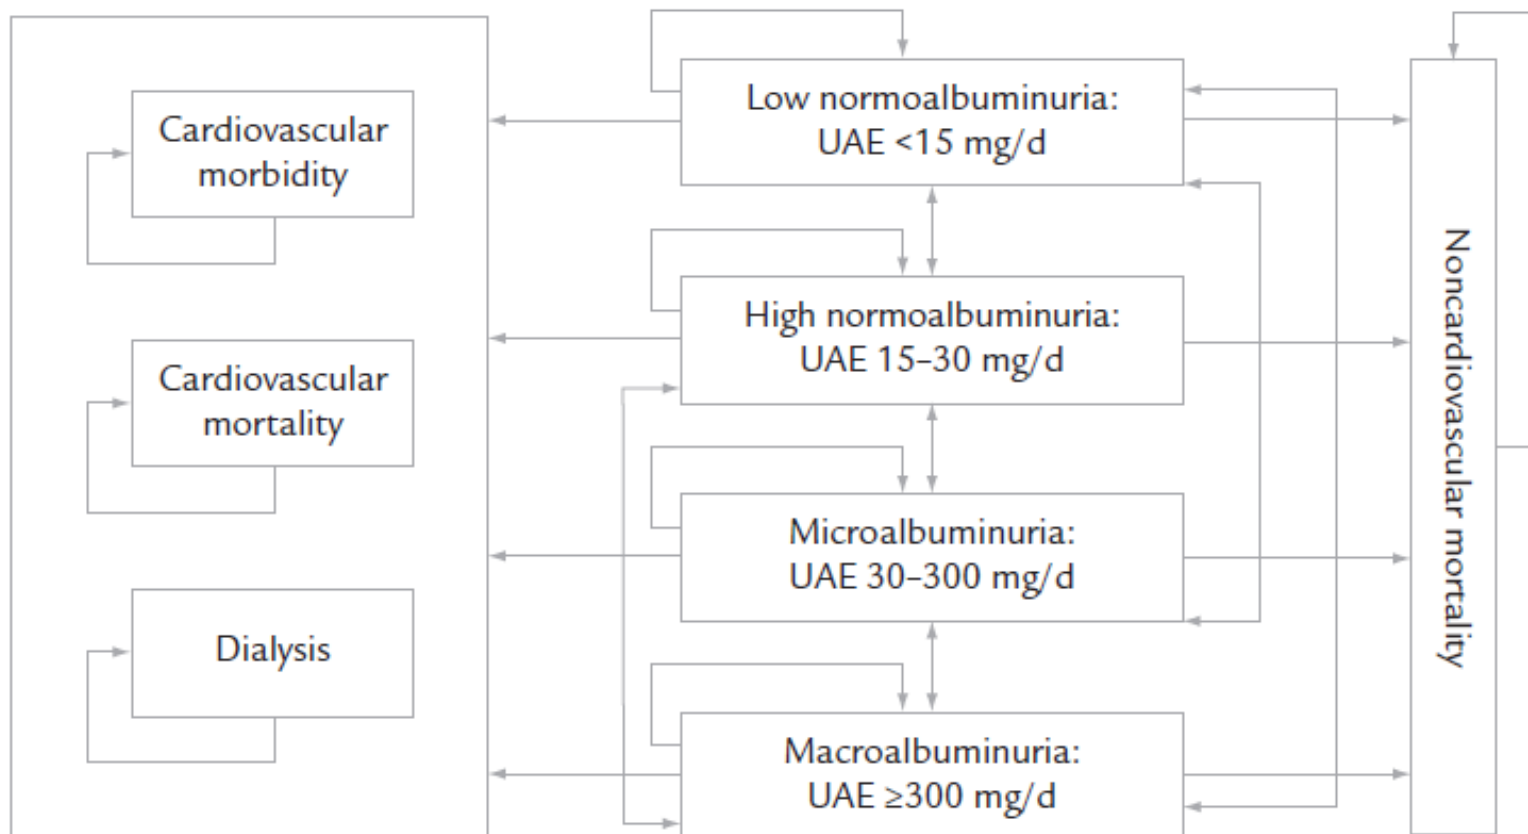 Cardiovascular
morbidity
Cardiovascular
mortality
Dialysis
Low normoalbuminuria:
UAE <15 mg/d
High normoalbuminuria:
UAE 15–30 mg/d
Microalbuminuria:
UAE 30–300 mg/d
Macroalbuminuria:
UAE ≥300 mg/d
Noncardiovascular mortality